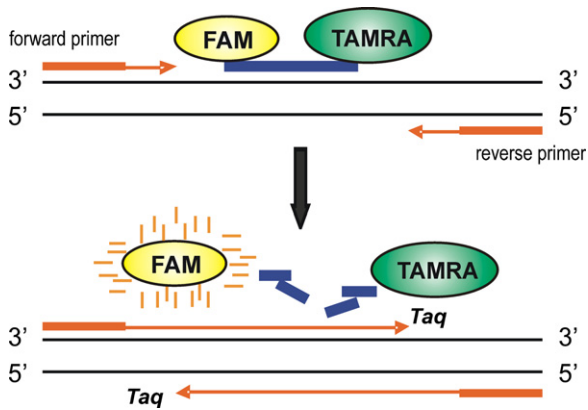 forward primer
FAM
TAMRA
3’ 3’
5’ 5’
reverse primer
FAM
TAMRA
Taq
3’ 3’
5’ 5’
Taq